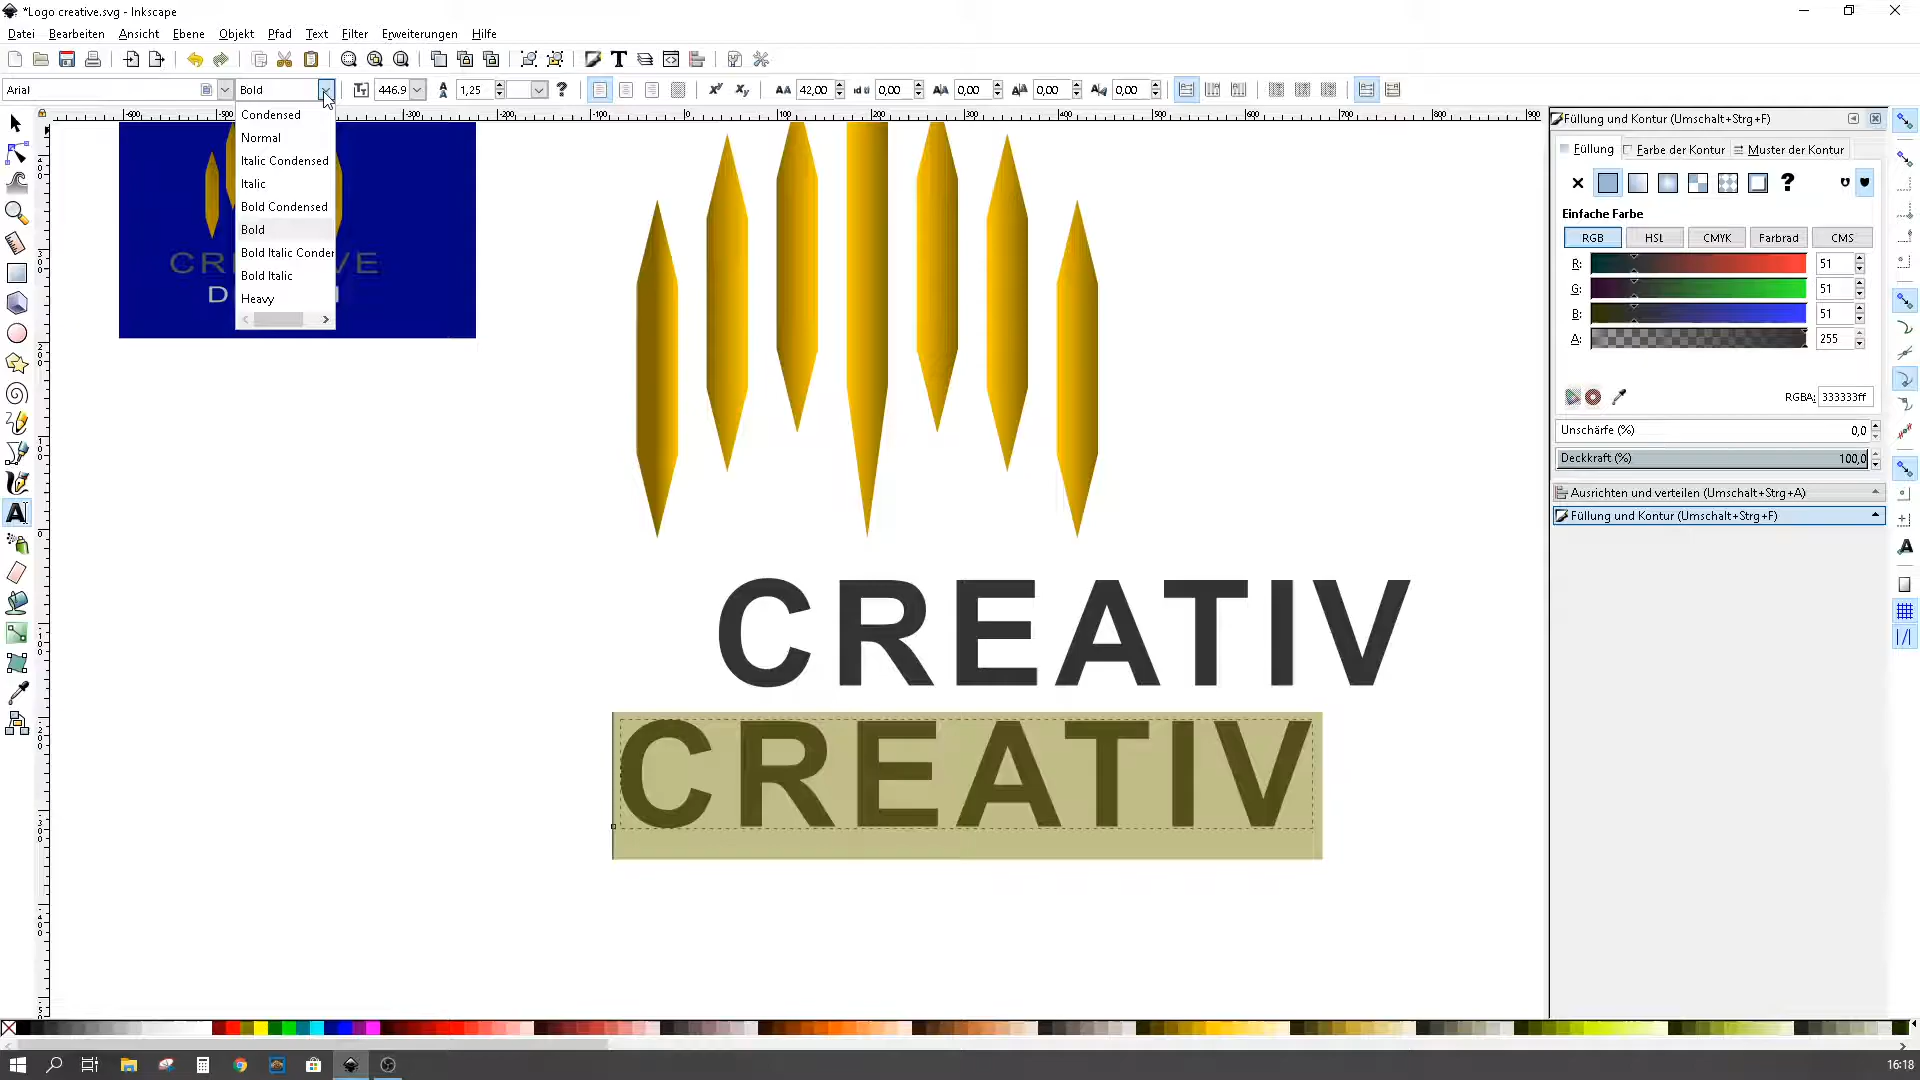 *Logo creative.svg - Inkscape
Datei Bearbeiten Ansicht Ebene Objekt Pfad Text Filter Erweiterungen Hilfe
Arial Bold 446.9 1,25 42,00 0,00 0,00 0,00 0,00
Condensed
Normal
Italic Condensed
Italic
Bold Condensed
Bold
Bold Italic Conder
Bold Italic
Heavy
CREATIV
CREATIV
Füllung und Kontur (Umschalt+Strg+F)
Füllung Farbe der Kontur Muster der Kontur
Einfache Farbe
RGB HSL CMYK Farbrad CMS
R: 51
G: 51
B: 51
A: 255
RGBA: 333333ff
Unschärfe (%) 0,0
Deckkraft (%) 100,0
Ausrichten und verteilen (Umschalt+Strg+A)
Füllung und Kontur (Umschalt+Strg+F)
16:18